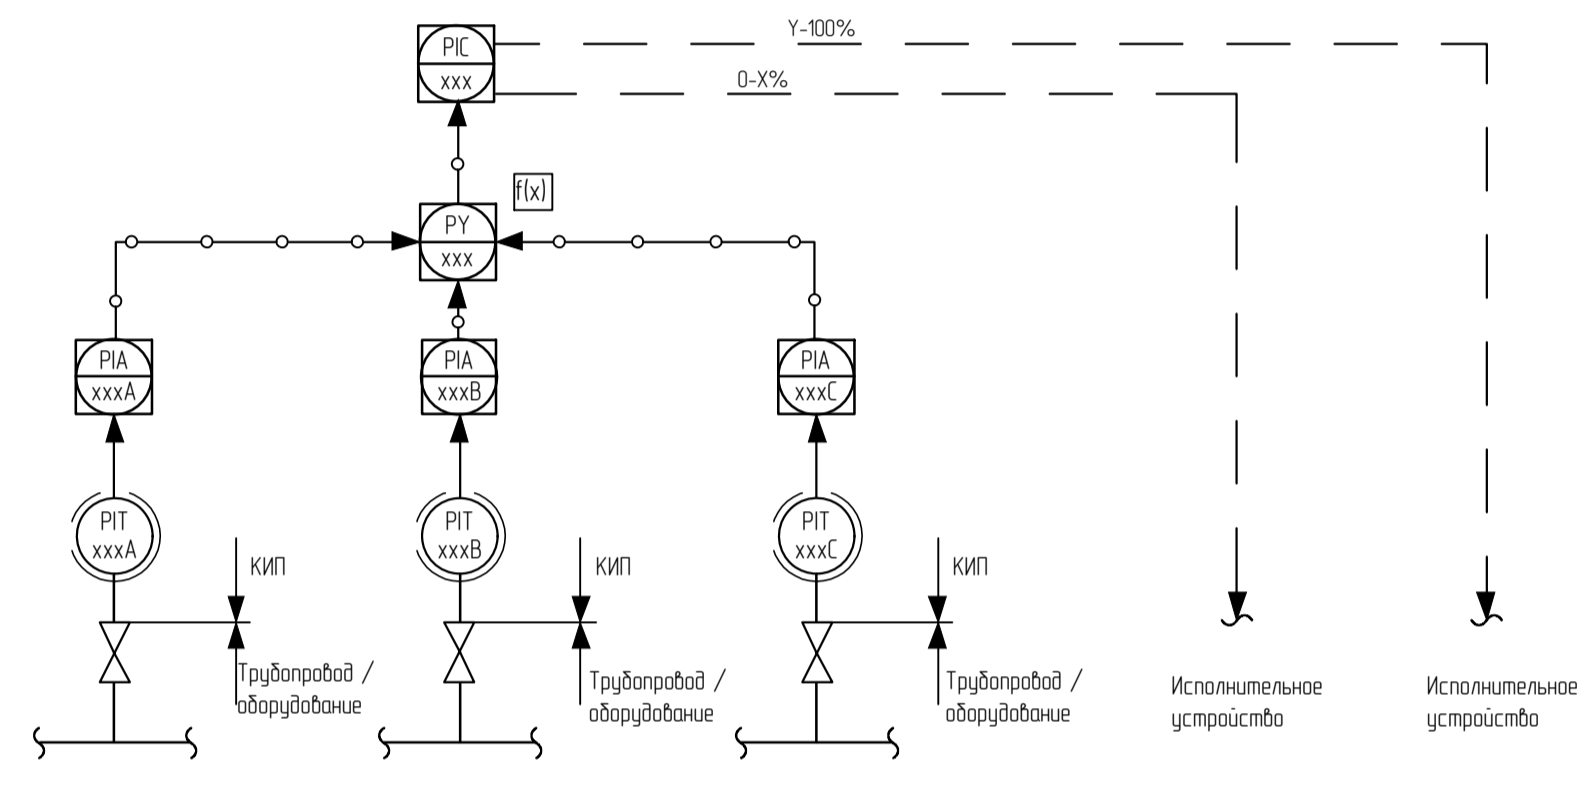 PIC
xxx
Y-100%
0-X%
f(x)
PY
xxx
PIA
xxxA
PIA
xxxB
PIA
xxxC
PIT
xxxA
PIT
xxxB
PIT
xxxC
КИП
КИП
КИП
Трубопровод /
оборудование
Трубопровод /
оборудование
Трубопровод /
оборудование
Исполнительное
устройство
Исполнительное
устройство